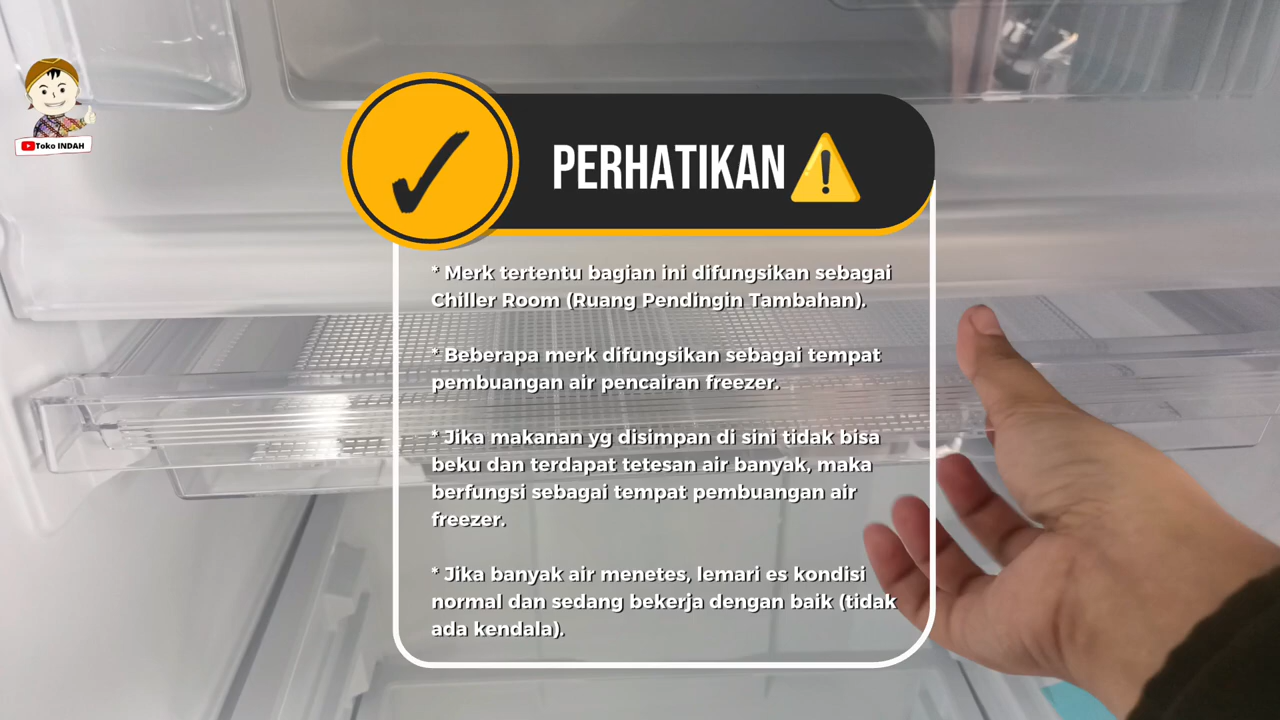 Toko INDAH
PERHATIKAN
* Merk tertentu bagian ini difungsikan sebagai
Chiller Room (Ruang Pendingin Tambahan).
* Beberapa merk difungsikan sebagai tempat
pembuangan air pencairan freezer.
* Jika makanan yg disimpan di sini tidak bisa
beku dan terdapat tetesan air banyak, maka
berfungsi sebagai tempat pembuangan air
freezer.
* Jika banyak air menetes, lemari es kondisi
normal dan sedang bekerja dengan baik (tidak
ada kendala).